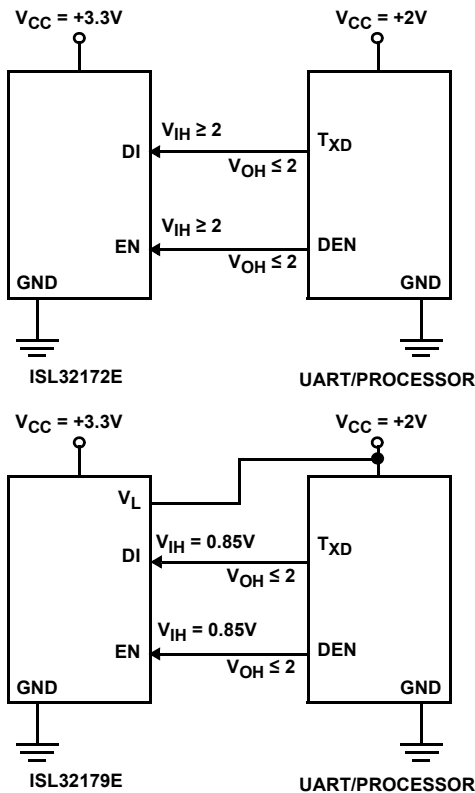 VCC = +3.3V
VCC = +2V
VIH ≥ 2
DI
TXD
VOH ≤ 2
VIH ≥ 2
EN
DEN
VOH ≤ 2
GND
GND
ISL32172E
UART/PROCESSOR
VCC = +3.3V
VCC = +2V
VL
VIH = 0.85V
DI
TXD
VOH ≤ 2
VIH = 0.85V
EN
DEN
VOH ≤ 2
GND
GND
ISL32179E
UART/PROCESSOR